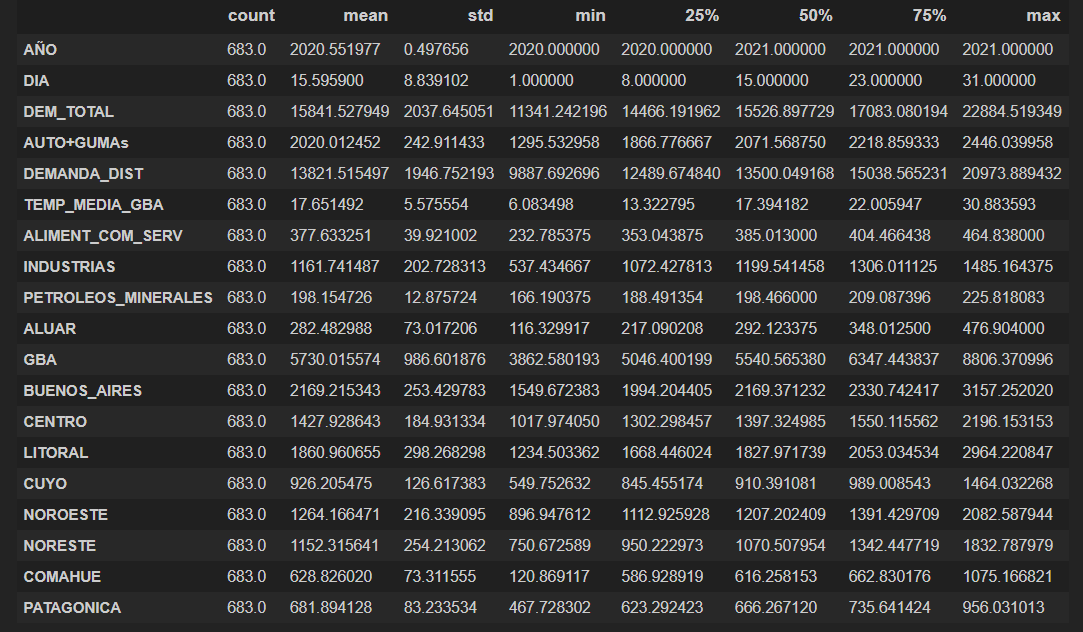 count mean std min 25% 50% 75% max
AÑO 683.0 2020.551977 0.497656 2020.000000 2020.000000 2021.000000 2021.000000 2021.000000
DIA 683.0 15.595900 8.839102 1.000000 8.000000 15.000000 23.000000 31.000000
DEM_TOTAL 683.0 15841.527949 2037.645051 11341.242196 14466.191962 15526.897729 17083.080194 22884.519349
AUTO+GUMAs 683.0 2020.012452 242.911433 1295.532958 1866.776667 2071.568750 2218.859333 2446.039958
DEMANDA_DIST 683.0 13821.515497 1946.752193 9887.692696 12489.674840 13500.049168 15038.565231 20973.889432
TEMP_MEDIA_GBA 683.0 17.651492 5.575554 6.083498 13.322795 17.394182 22.005947 30.883593
ALIMENT_COM_SERV 683.0 377.633251 39.921002 232.785375 353.043875 385.013000 404.466438 464.838000
INDUSTRIAS 683.0 1161.741487 202.728313 537.434667 1072.427813 1199.541458 1306.011125 1485.164375
PETROLEOS_MINERALES 683.0 198.154726 12.875724 166.190375 188.491354 198.466000 209.087396 225.818083
ALUAR 683.0 282.482988 73.017206 116.329917 217.090208 292.123375 348.012500 476.904000
GBA 683.0 5730.015574 986.601876 3862.580193 5046.400199 5540.565380 6347.443837 8806.370996
BUENOS_AIRES 683.0 2169.215343 253.429783 1549.672383 1994.204405 2169.371232 2330.742417 3157.252020
CENTRO 683.0 1427.928643 184.931334 1017.974050 1302.298457 1397.324985 1550.115562 2196.153153
LITORAL 683.0 1860.960655 298.268298 1234.503362 1668.446024 1827.971739 2053.034534 2964.220847
CUYO 683.0 926.205475 126.617383 549.752632 845.455174 910.391081 989.008543 1464.032268
NOROESTE 683.0 1264.166471 216.339095 896.947612 1112.925928 1207.202409 1391.429709 2082.587944
NORESTE 683.0 1152.315641 254.213062 750.672589 950.222973 1070.507954 1342.447719 1832.787979
COMAHUE 683.0 628.826020 73.311555 120.869117 586.928919 616.258153 662.830176 1075.166821
PATAGONICA 683.0 681.894128 83.233534 467.728302 623.292423 666.267120 735.641424 956.031013